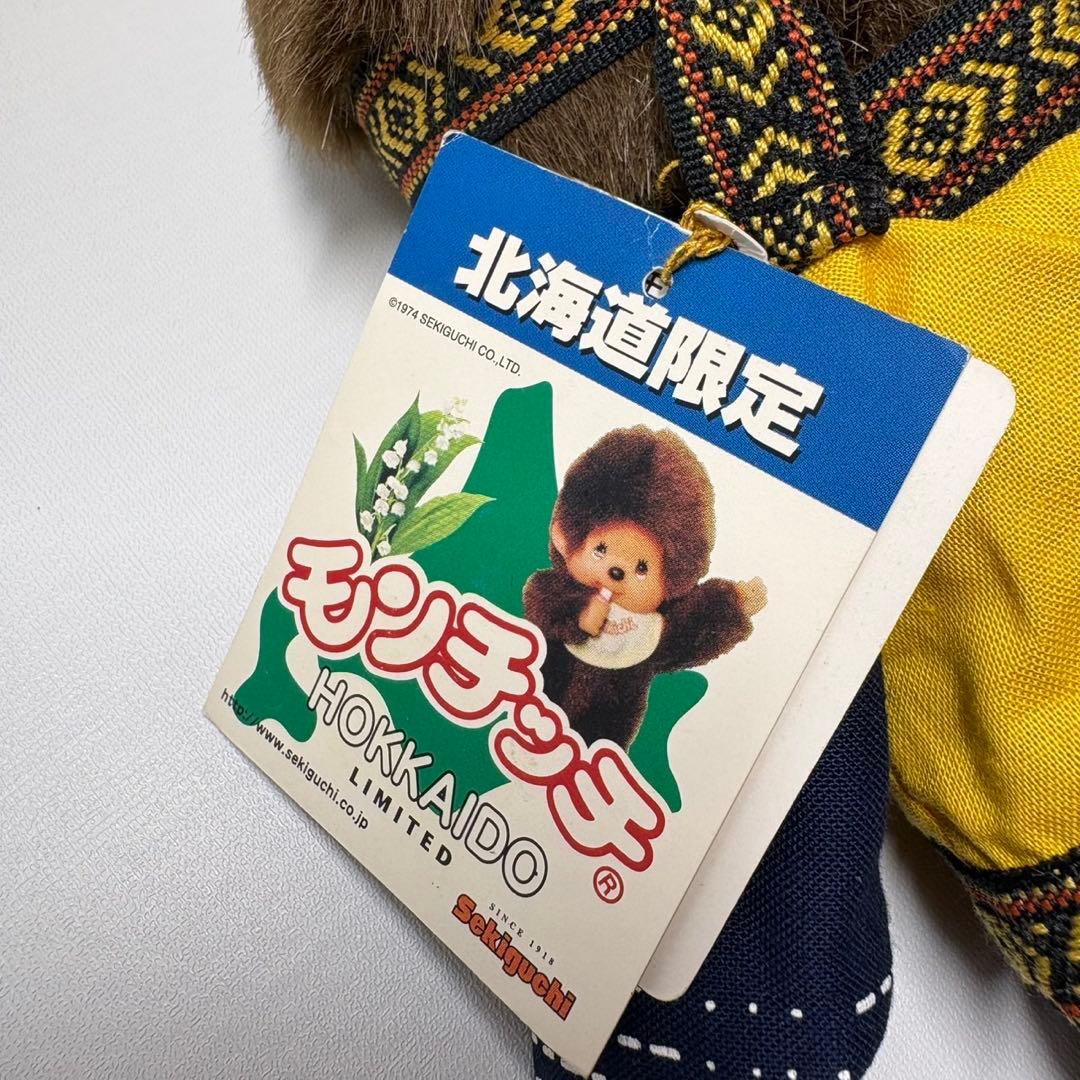 北海道限定
©1974 SEKIGUCHI CO.,LTD.
モンチッチ®
HOKKAIDO
LIMITED
http://www.sekiguchi.co.jp
SINCE 1918
Sekiguchi